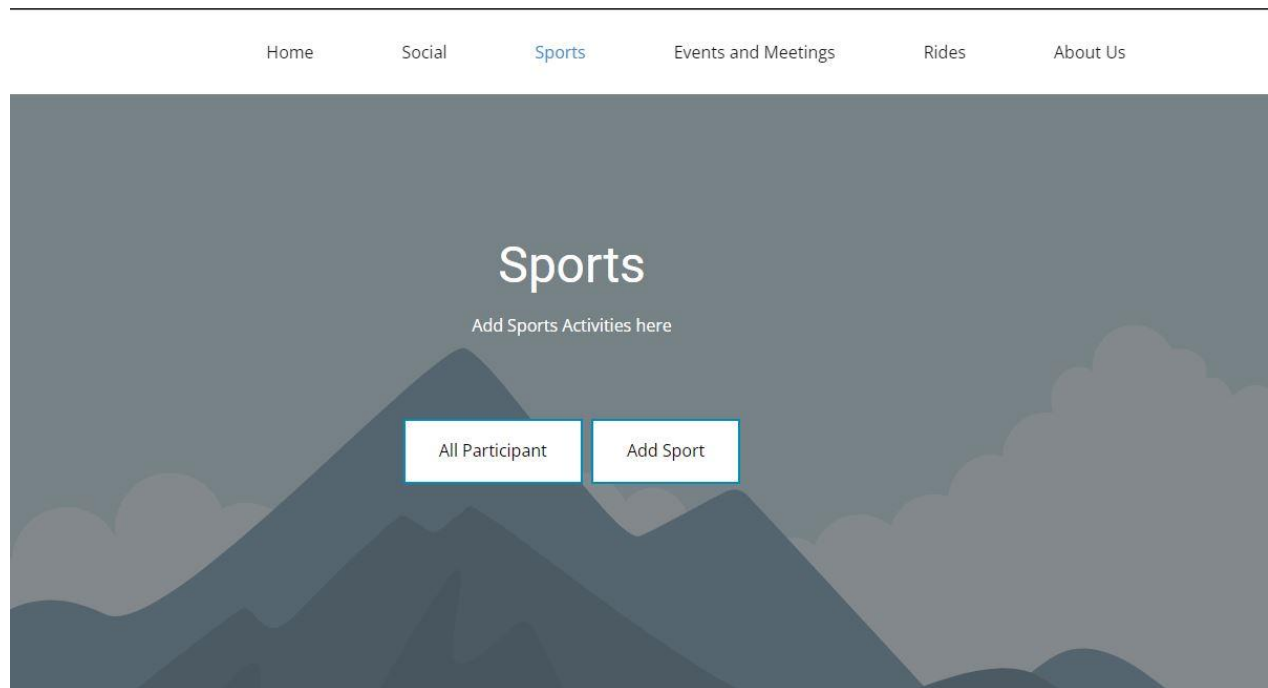 Home Social Sports Events and Meetings Rides About Us
Sports
Add Sports Activities here
All Participant Add Sport